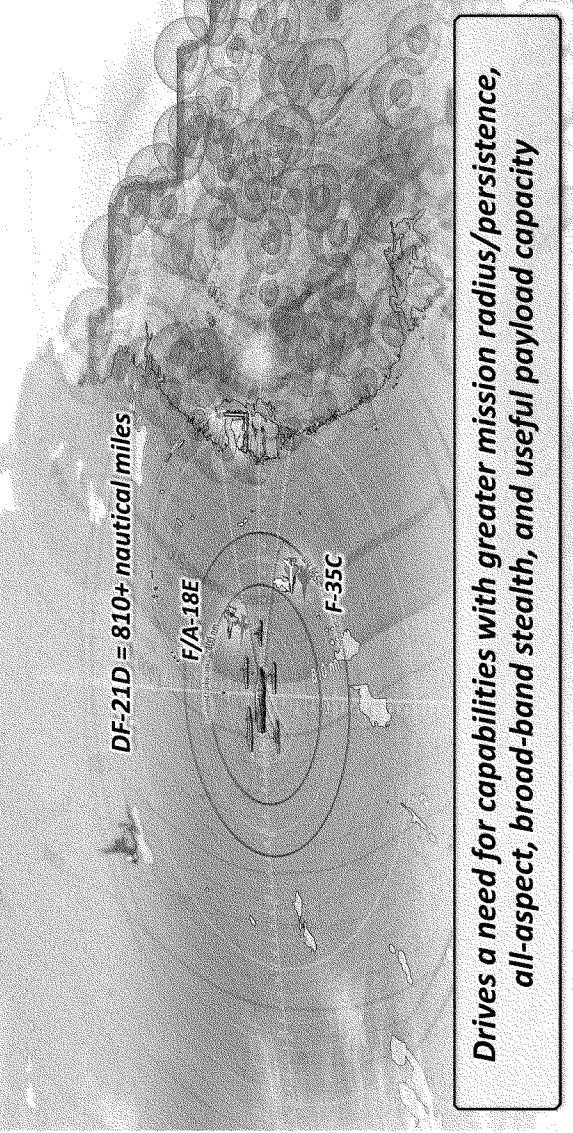 DF-21D = 810+ nautical miles
F/A-18E
F-35C
Drives a need for capabilities with greater mission radius/persistence,
all-aspect, broad-band stealth, and useful payload capacity